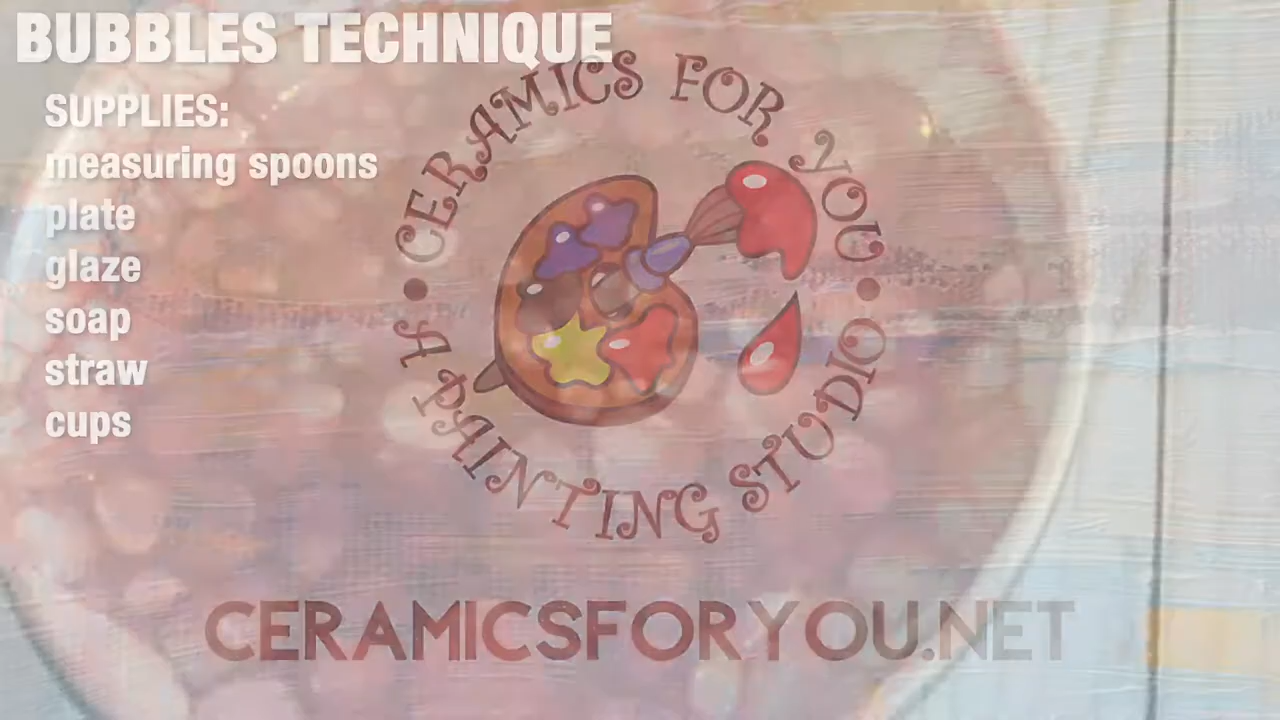 BUBBLES TECHNIQUE
SUPPLIES:
measuring spoons
plate
glaze
soap
straw
cups
CERAMICS FOR YOU
A PAINTING STUDIO
CERAMICSFORYOU.NET